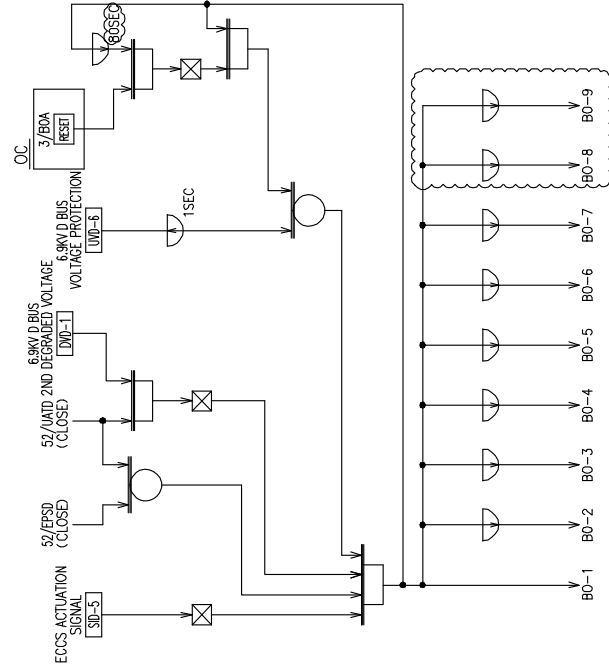 OC
3/BOA
RESET
80SEC
6.9KV D BUS
VOLTAGE PROTECTION
UVD-6
1SEC
6.9KV D BUS
2ND DEGRADED VOLTAGE
DVD-1
52/UATD
(CLOSE)
52/EPSD
(CLOSE)
ECCS ACTUATION
SIGNAL
SID-5
BO-1
BO-2
BO-3
BO-4
BO-5
BO-6
BO-7
BO-8
BO-9